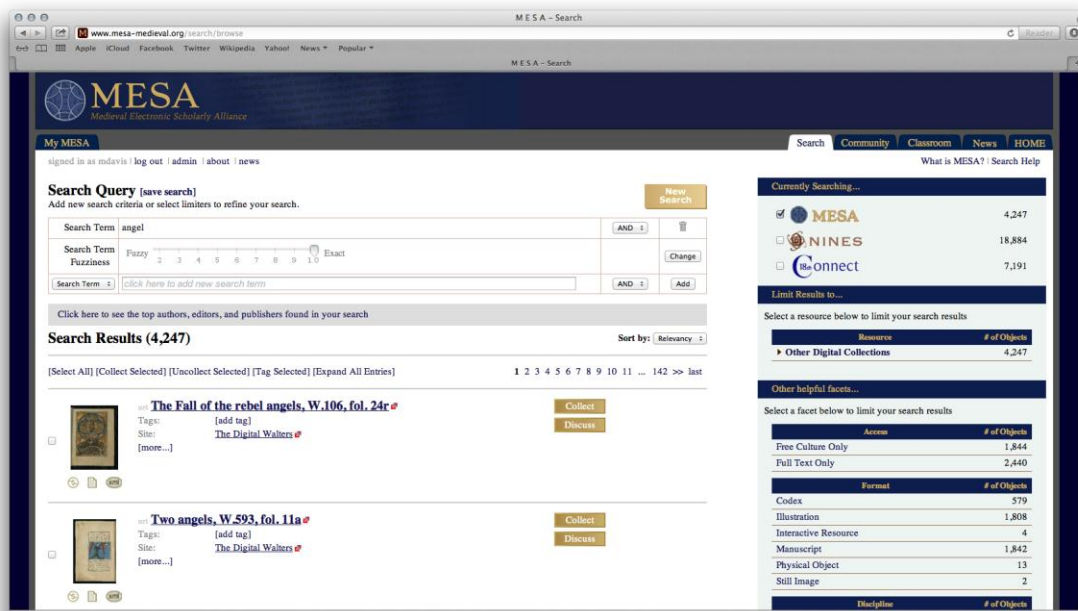 M E S A – Search
www.mesa-medieval.org/search/browse
Reader
Apple iCloud Facebook Twitter Wikipedia Yahoo! News Popular
M E S A – Search
MESA
Medieval Electronic Scholarly Alliance
My MESA
Search Community Classroom News HOME
signed in as mdavis | log out | admin | about | news
What is MESA? | Search Help
Search Query [save search]
Add new search criteria or select limiters to refine your search.
New Search
Search Term angel AND
Search Term Fuzziness Fuzzy 2 3 4 5 6 7 8 9 10 Exact Change
Search Term click here to add new search term AND Add
Click here to see the top authors, editors, and publishers found in your search
Search Results (4,247)
Sort by: Relevancy
[Select All] [Collect Selected] [Uncollect Selected] [Tag Selected] [Expand All Entries]
1 2 3 4 5 6 7 8 9 10 11 ... 142 >> last
art The Fall of the rebel angels, W.106, fol. 24r
Collect
Tags: [add tag]
Discuss
Site: The Digital Walters
[more...]
art Two angels, W.593, fol. 11a
Collect
Tags: [add tag]
Discuss
Site: The Digital Walters
[more...]
Currently Searching...
MESA 4,247
NINES 18,884
18thConnect 7,191
Limit Results to...
Select a resource below to limit your search results
Resource # of Objects
Other Digital Collections 4,247
Other helpful facets...
Select a facet below to limit your search results
Access # of Objects
Free Culture Only 1,844
Full Text Only 2,440
Format # of Objects
Codex 579
Illustration 1,808
Interactive Resource 4
Manuscript 1,842
Physical Object 13
Still Image 2
Discipline # of Objects